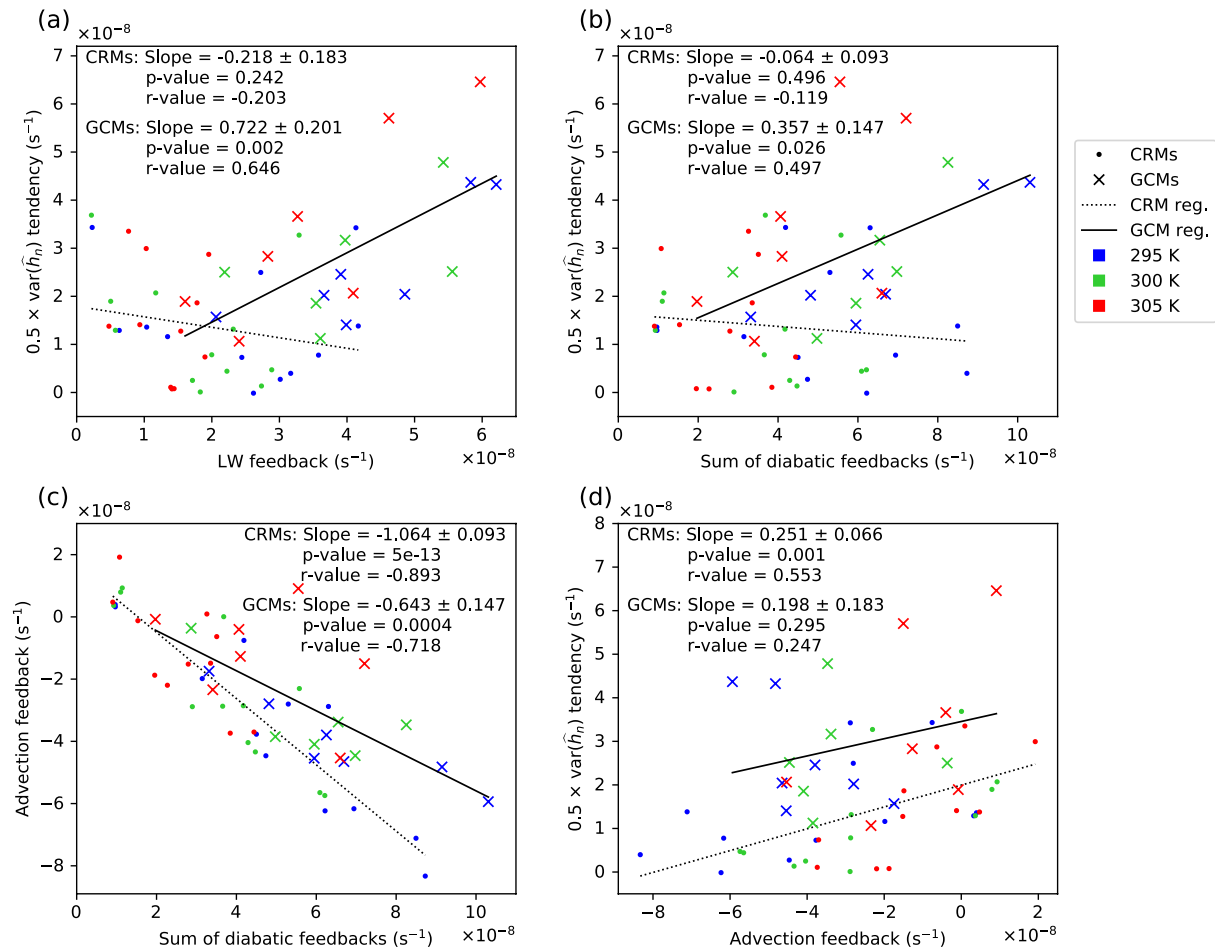 (a)
×10−8
CRMs: Slope = -0.218 ± 0.183
p-value = 0.242
r-value = -0.203
GCMs: Slope = 0.722 ± 0.201
p-value = 0.002
r-value = 0.646
7
6
5
4
3
2
1
0
0.5 × var(ĥn) tendency (s−1)
0 1 2 3 4 5 6
LW feedback (s−1)
×10−8
(b)
×10−8
CRMs: Slope = -0.064 ± 0.093
p-value = 0.496
r-value = -0.119
GCMs: Slope = 0.357 ± 0.147
p-value = 0.026
r-value = 0.497
7
6
5
4
3
2
1
0
0.5 × var(ĥn) tendency (s−1)
0 2 4 6 8 10
Sum of diabatic feedbacks (s−1)
×10−8
CRMs
GCMs
CRM reg.
GCM reg.
295 K
300 K
305 K
(c)
×10−8
CRMs: Slope = -1.064 ± 0.093
p-value = 5e-13
r-value = -0.893
GCMs: Slope = -0.643 ± 0.147
p-value = 0.0004
r-value = -0.718
2
0
−2
−4
−6
−8
Advection feedback (s−1)
0 2 4 6 8 10
Sum of diabatic feedbacks (s−1)
×10−8
(d)
×10−8
CRMs: Slope = 0.251 ± 0.066
p-value = 0.001
r-value = 0.553
GCMs: Slope = 0.198 ± 0.183
p-value = 0.295
r-value = 0.247
8
7
6
5
4
3
2
1
0
0.5 × var(ĥn) tendency (s−1)
−8 −6 −4 −2 0 2
Advection feedback (s−1)
×10−8